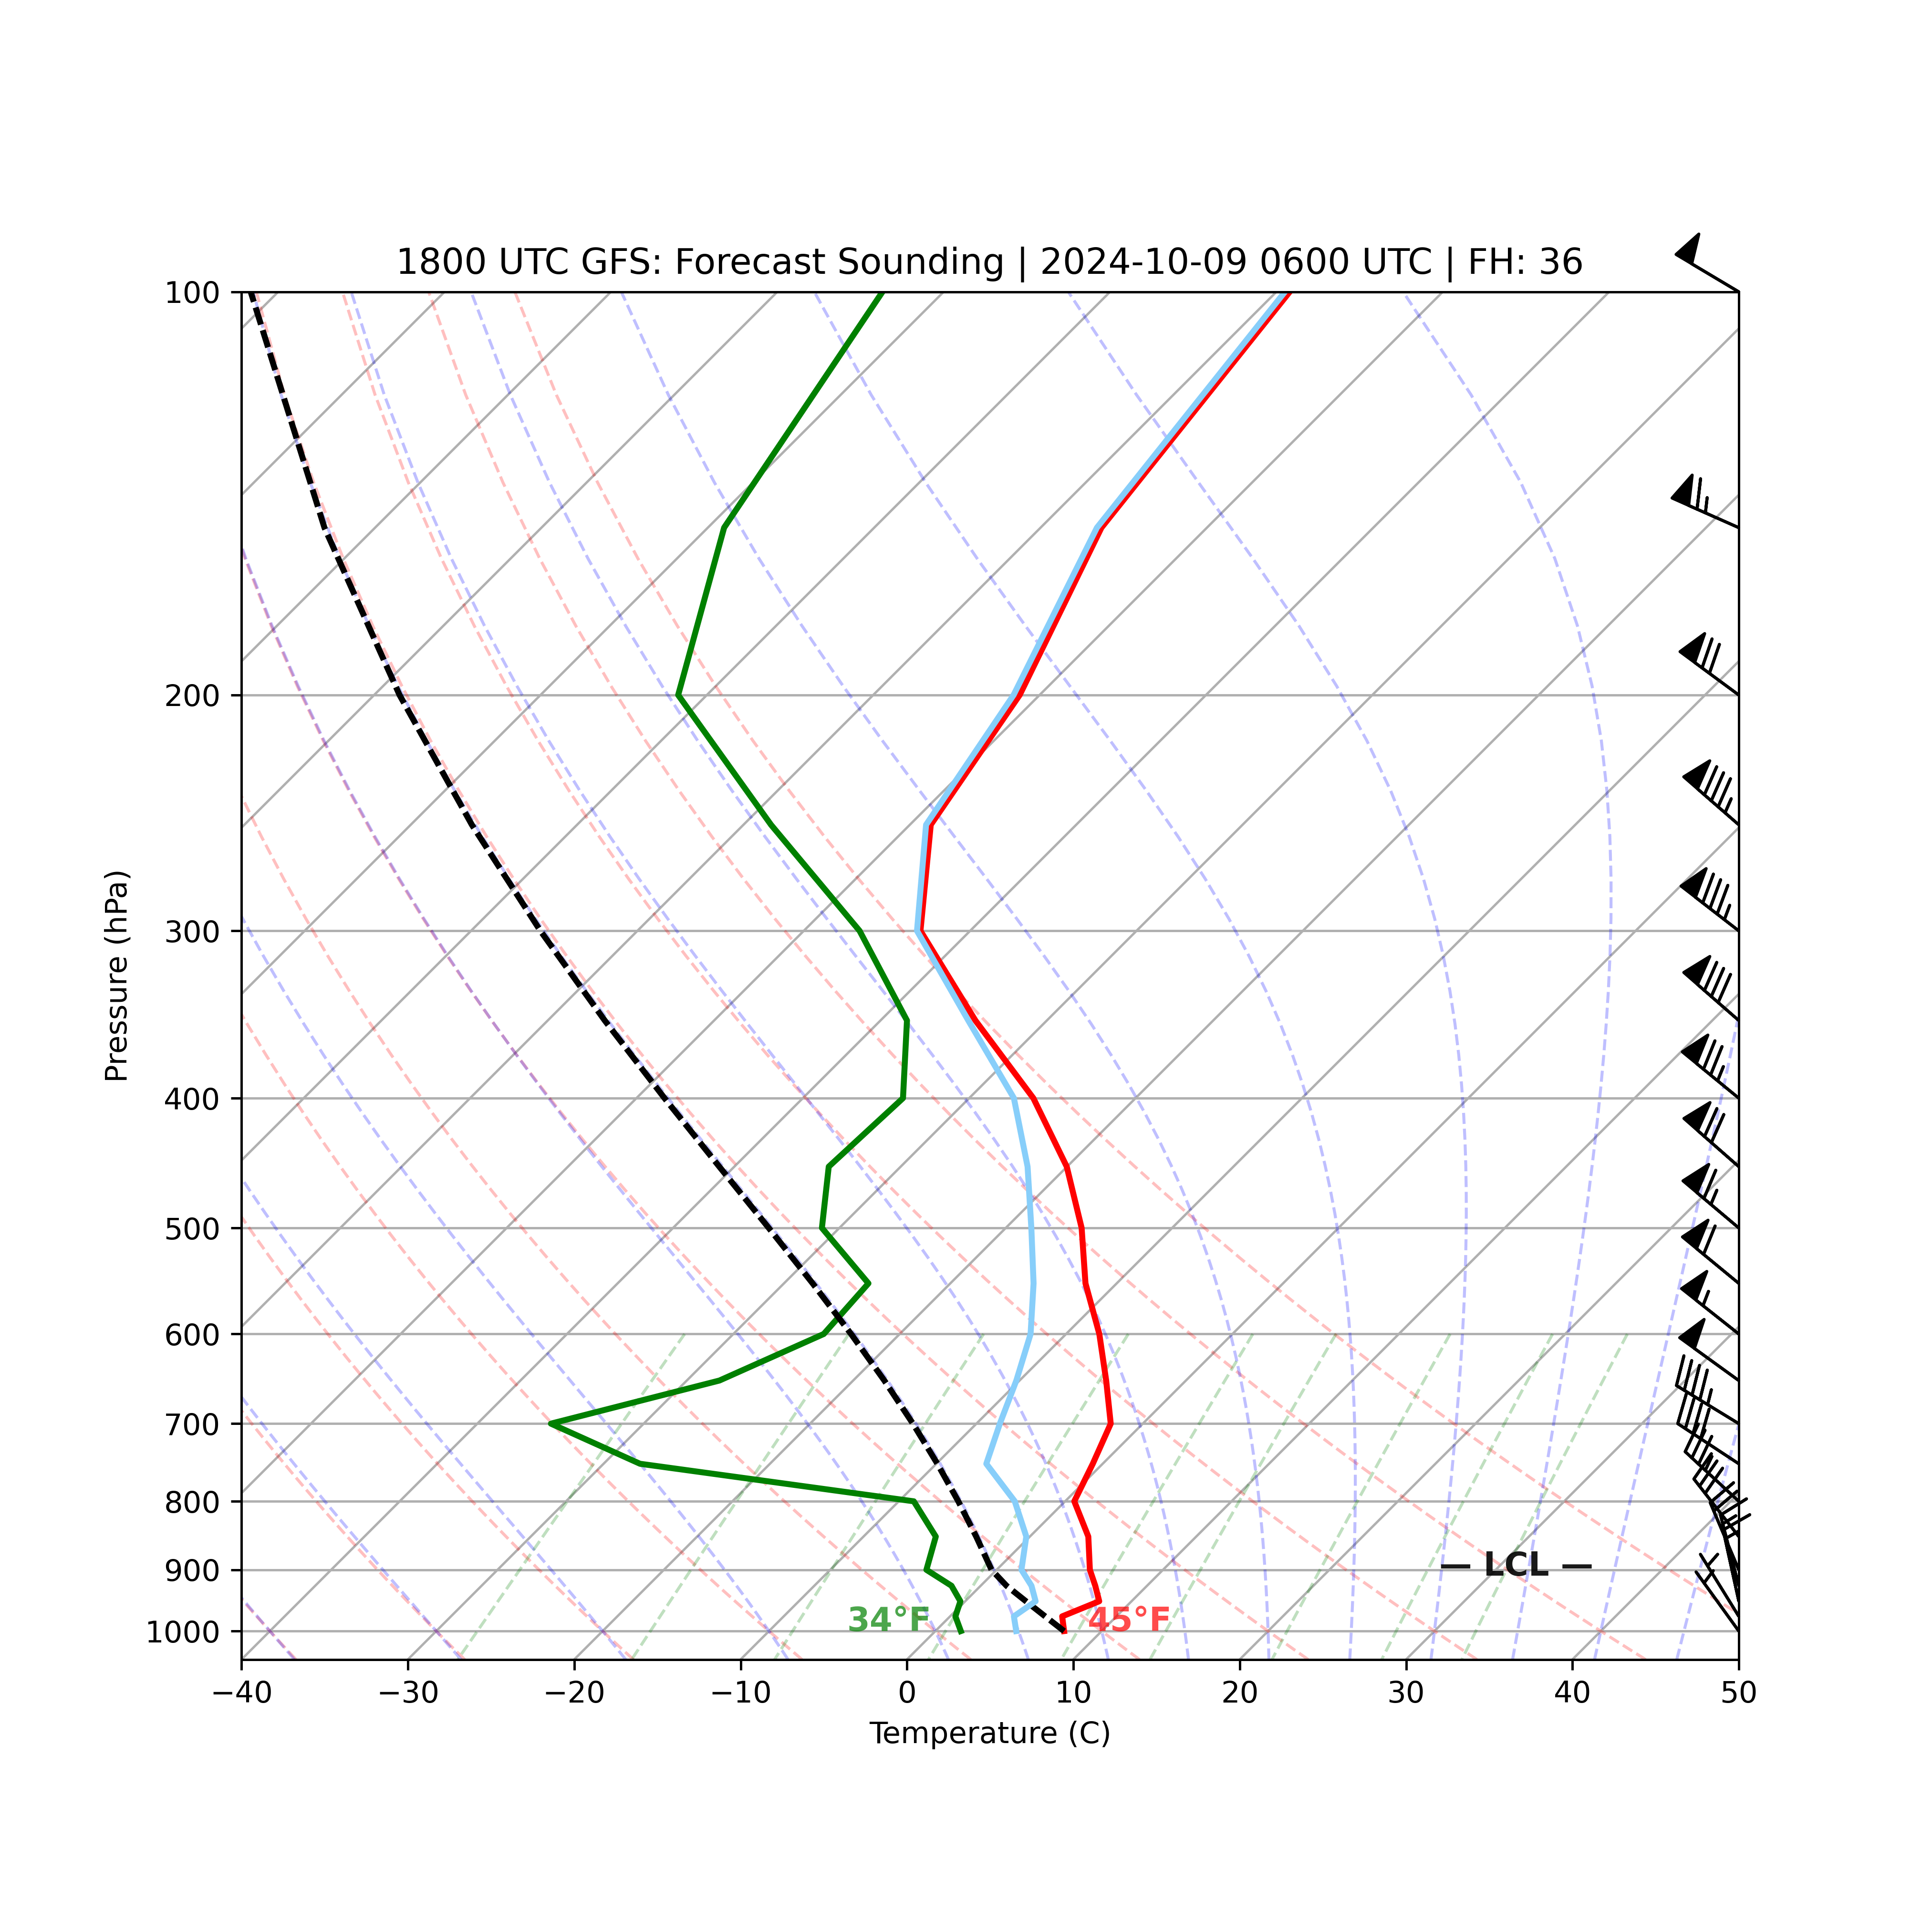 1800 UTC GFS: Forecast Sounding | 2024-10-09 0600 UTC | FH: 36
100
200
300
400
500
600
700
800
900
1000
Pressure (hPa)
— LCL —
34°F
45°F
−40 −30 −20 −10 0 10 20 30 40 50
Temperature (C)